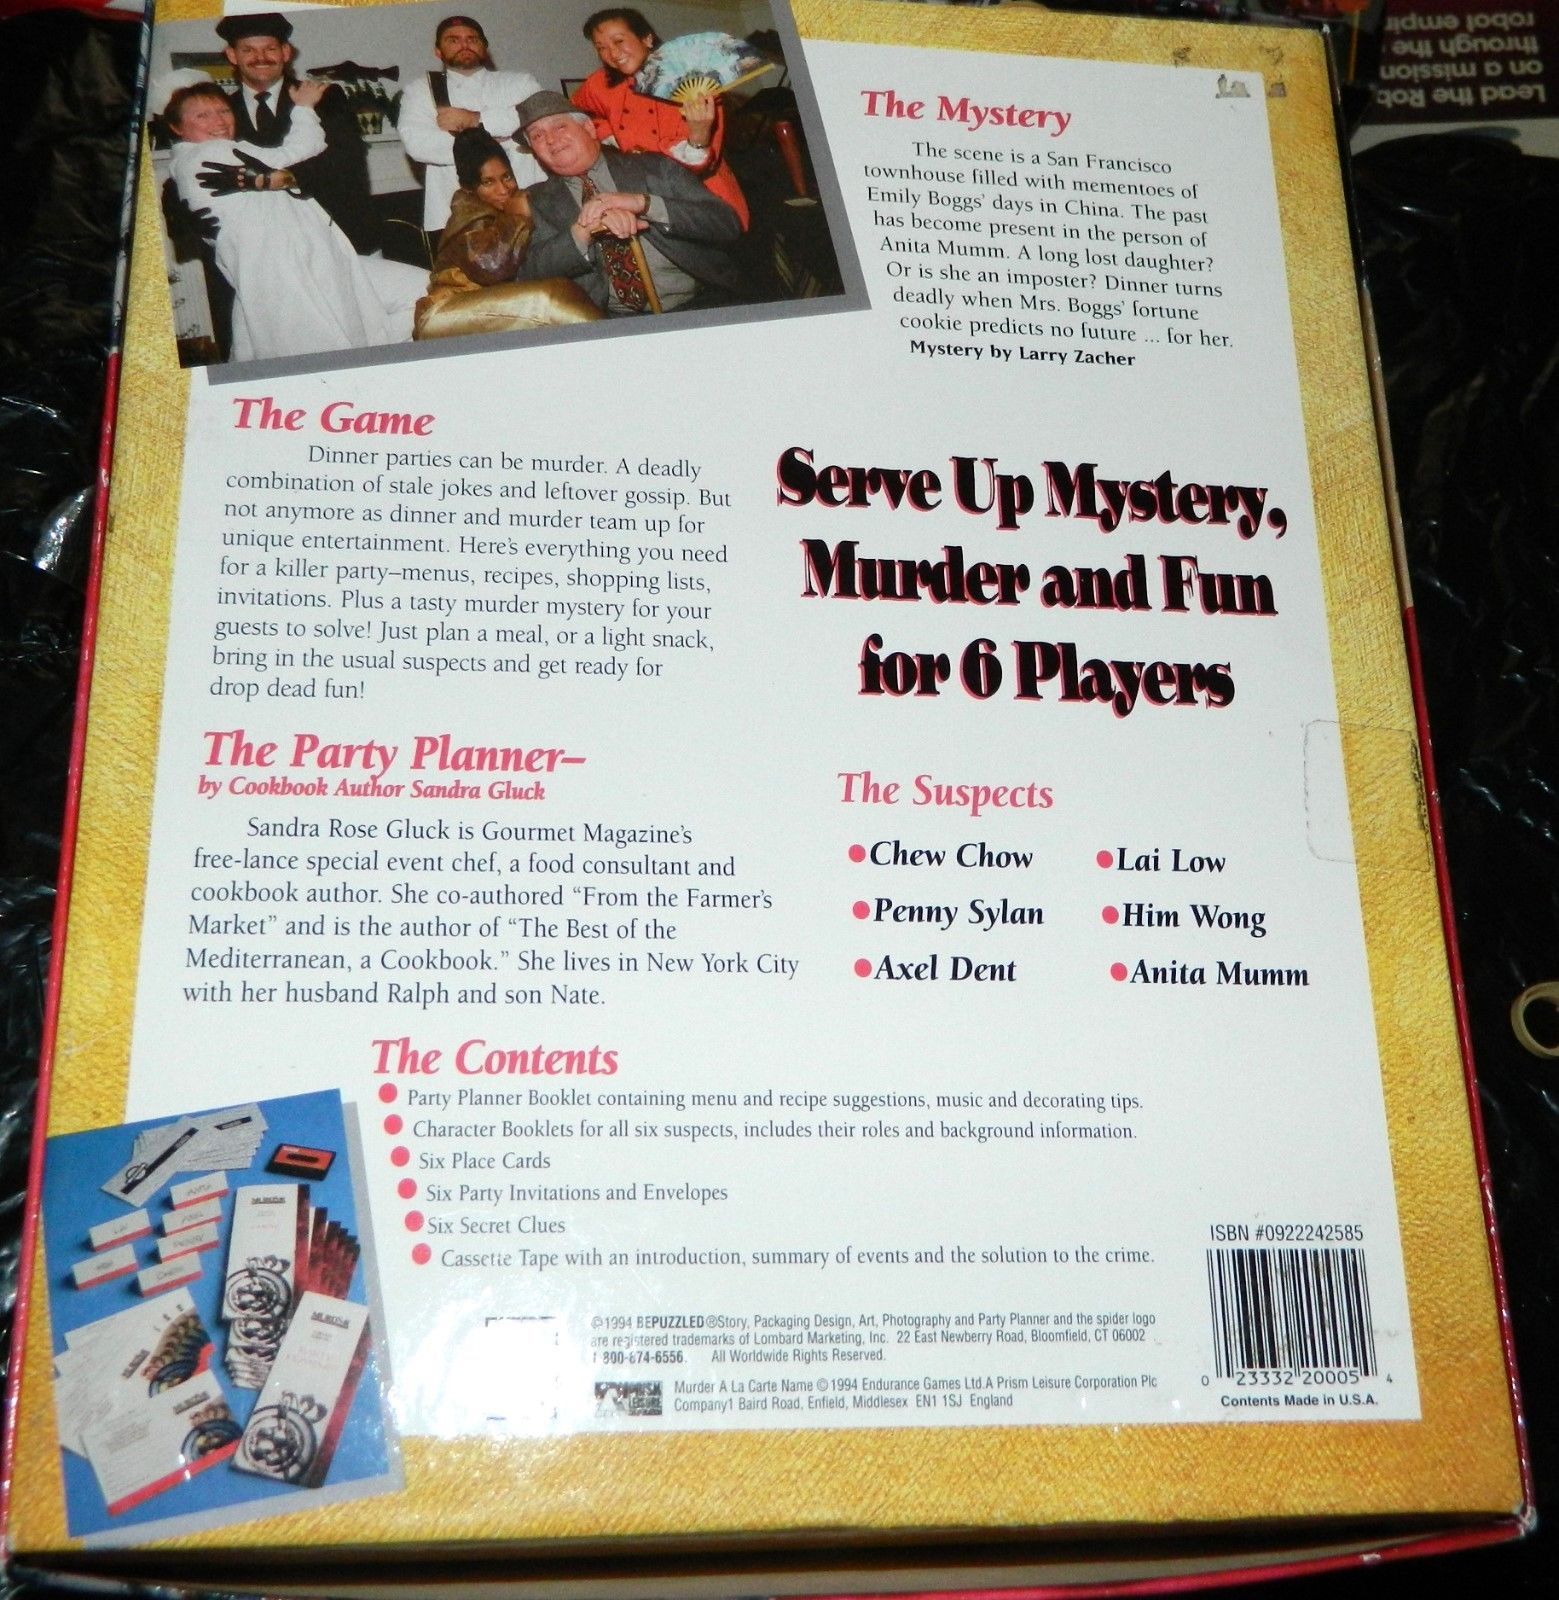 Lead the Rob
on a mission
through the
robot empir
The Mystery
The scene is a San Francisco
townhouse filled with mementoes of
Emily Boggs' days in China. The past
has become present in the person of
Anita Mumm. A long lost daughter?
Or is she an imposter? Dinner turns
deadly when Mrs. Boggs' fortune
cookie predicts no future ... for her.
Mystery by Larry Zacher
The Game
Dinner parties can be murder. A deadly
combination of stale jokes and leftover gossip. But
not anymore as dinner and murder team up for
unique entertainment. Here's everything you need
for a killer party–menus, recipes, shopping lists,
invitations. Plus a tasty murder mystery for your
guests to solve! Just plan a meal, or a light snack,
bring in the usual suspects and get ready for
drop dead fun!
Serve Up Mystery,
Murder and Fun
for 6 Players
The Party Planner–
by Cookbook Author Sandra Gluck
Sandra Rose Gluck is Gourmet Magazine's
free-lance special event chef, a food consultant and
cookbook author. She co-authored "From the Farmer's
Market" and is the author of "The Best of the
Mediterranean, a Cookbook." She lives in New York City
with her husband Ralph and son Nate.
The Suspects
Chew Chow
Lai Low
Penny Sylan
Him Wong
Axel Dent
Anita Mumm
The Contents
Party Planner Booklet containing menu and recipe suggestions, music and decorating tips.
Character Booklets for all six suspects, includes their roles and background information.
Six Place Cards
Six Party Invitations and Envelopes
Six Secret Clues
Cassette Tape with an introduction, summary of events and the solution to the crime.
©1994 BEPUZZLED®Story, Packaging Design, Art, Photography and Party Planner and the spider logo
are registered trademarks of Lombard Marketing, Inc. 22 East Newberry Road, Bloomfield, CT 06002
1 800-874-6556. All Worldwide Rights Reserved.
Murder A La Carte Name ©1994 Endurance Games Ltd.A Prism Leisure Corporation Plc
Company1 Baird Road, Enfield, Middlesex EN1 1SJ England
ISBN #0922242585
0 23332 20005 4
Contents Made in U.S.A.